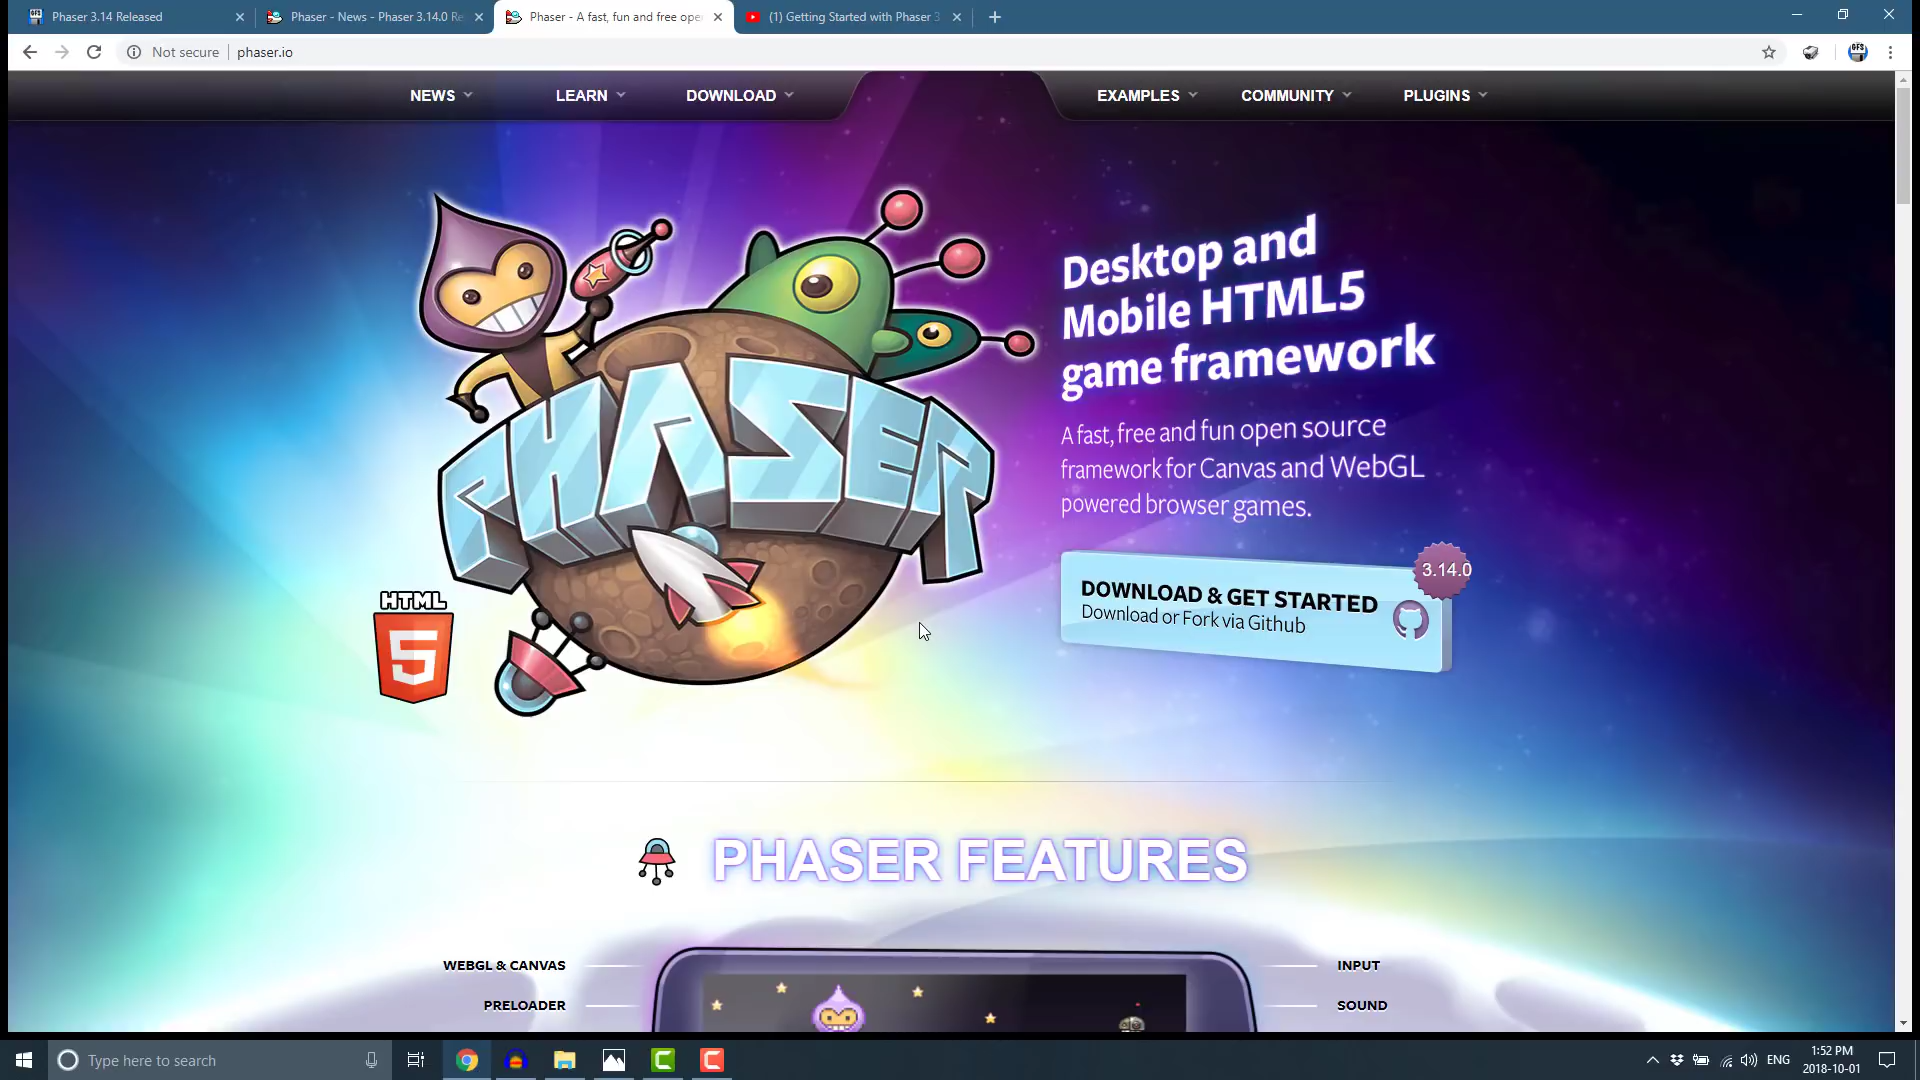 Phaser 3.14 Released
Phaser - News - Phaser 3.14.0 Re
Phaser - A fast, fun and free ope
(1) Getting Started with Phaser 3
Not secure
phaser.io
NEWS
LEARN
DOWNLOAD
EXAMPLES
COMMUNITY
PLUGINS
PHASER
Desktop and
Mobile HTML5
game framework
A fast, free and fun open source
framework for Canvas and WebGL
powered browser games.
DOWNLOAD & GET STARTED
Download or Fork via Github
3.14.0
HTML
5
PHASER FEATURES
WEBGL & CANVAS
PRELOADER
INPUT
SOUND
Type here to search
ENG
1:52 PM
2018-10-01